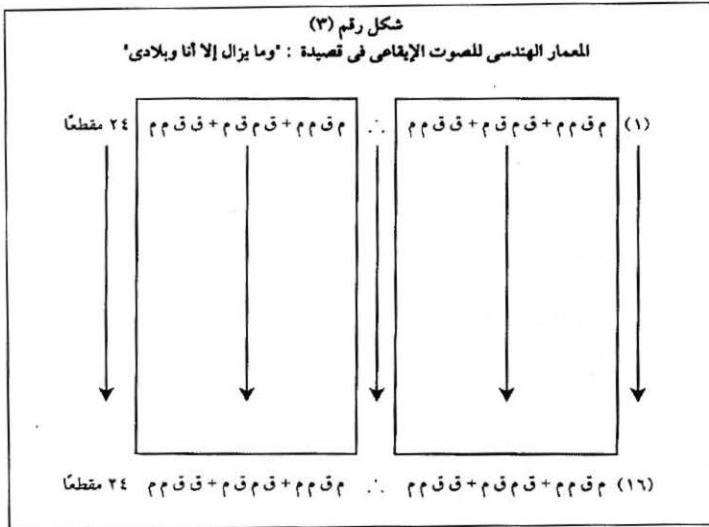 شكل رقم (٣)
المعمار الهندسى للصوت الإيقاعى فى قصيدة : "وما يزال إلا أنا وبلادى"
(١) م ق م م + ق م ق م + ق ق م م ∴ م ق م م + ق م ق م + ق ق م م ٢٤ مقطعًا
(١٦) م ق م م + ق م ق م + ق ق م م ∴ م ق م م + ق م ق م + ق ق م م ٢٤ مقطعًا